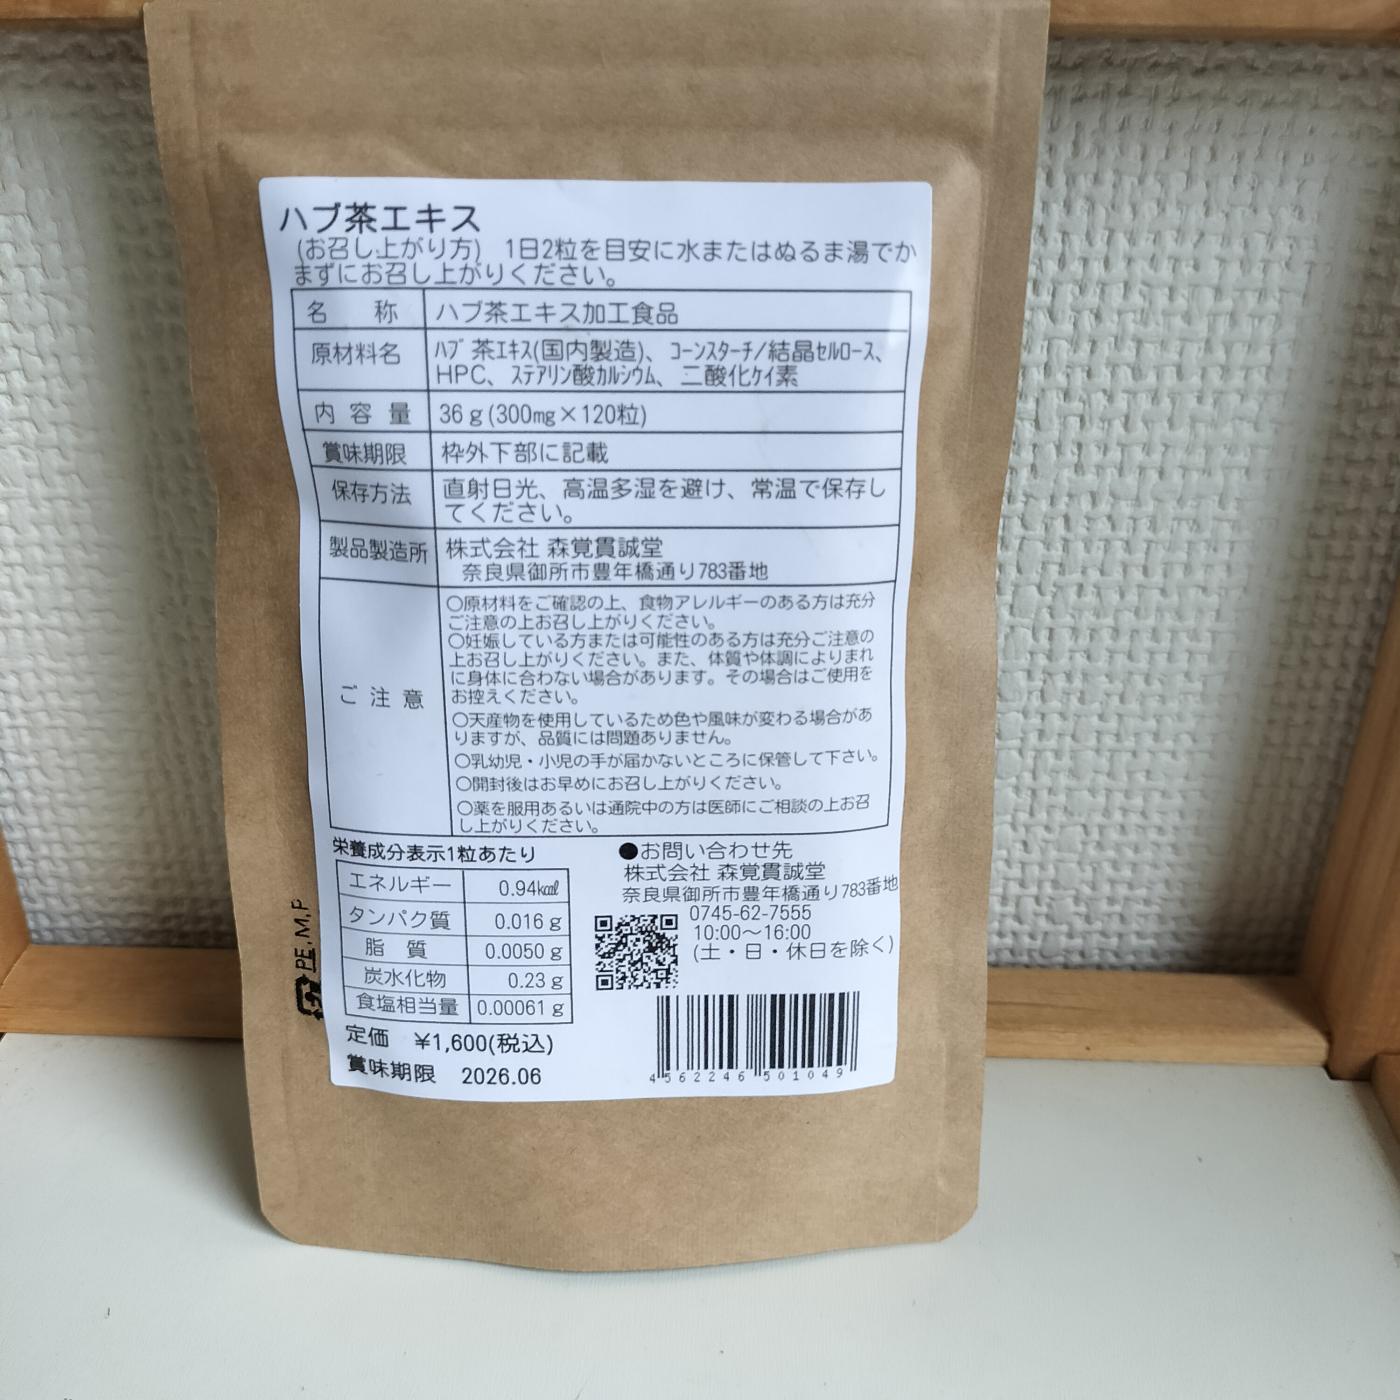 ハブ茶エキス
(お召し上がり方) 1日2粒を目安に水またはぬるま湯でか
まずにお召し上がりください。
名 称 ハブ茶エキス加工食品
原材料名 ﾊﾌﾞ茶ｴｷｽ(国内製造)、ｺｰﾝｽﾀｰﾁ/結晶ｾﾙﾛｰｽ、
HPC、ｽﾃｱﾘﾝ酸ｶﾙｼｳﾑ、二酸化ｹｲ素
内 容 量 36g(300㎎×120粒)
賞味期限 枠外下部に記載
保存方法 直射日光、高温多湿を避け、常温で保存し
てください。
製品製造所 株式会社 森覚貫誠堂
奈良県御所市豊年橋通り783番地
ご 注 意
○原材料をご確認の上、食物アレルギーのある方は充分
ご注意の上お召し上がりください。
○妊娠している方または可能性のある方は充分ご注意の
上お召し上がりください。また、体質や体調によりまれ
に身体に合わない場合があります。その場合はご使用を
お控えください。
○天産物を使用しているため色や風味が変わる場合があ
りますが、品質には問題ありません。
○乳幼児・小児の手が届かないところに保管して下さい。
○開封後はお早めにお召し上がりください。
○薬を服用あるいは通院中の方は医師にご相談の上お召
し上がりください。
栄養成分表示1粒あたり
エネルギー 0.94㎉
タンパク質 0.016g
脂 質 0.0050g
炭水化物 0.23g
食塩相当量 0.00061g
定価 ¥1,600(税込)
賞味期限 2026.06
●お問い合わせ先
株式会社 森覚貫誠堂
奈良県御所市豊年橋通り783番地
0745-62-7555
10:00〜16:00
(土・日・休日を除く)
4562246501049
PE,M,P